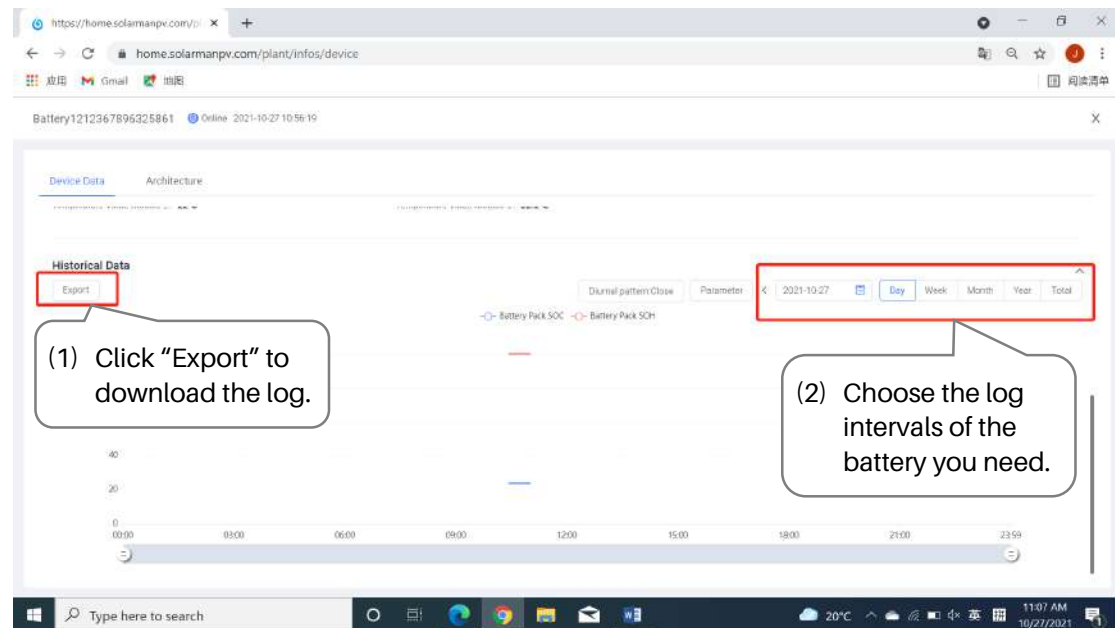 https://home.solarmanpv.com/pl
home.solarmanpv.com/plant/infos/device
应用 Gmail 地图
阅读清单
Battery1212367896325861 Online 2021-10-27 10:56:19
Device Data Architecture
Historical Data
Export
Diurnal pattern Close Parameter 2021-10-27 Day Week Month Year Total
Battery Pack SOC Battery Pack SOH
(1) Click “Export” to
download the log.
(2) Choose the log
intervals of the
battery you need.
40
20
0
00:00 03:00 06:00 09:00 12:00 15:00 18:00 21:00 23:59
Type here to search
20°C 英 11:07 AM
10/27/2021